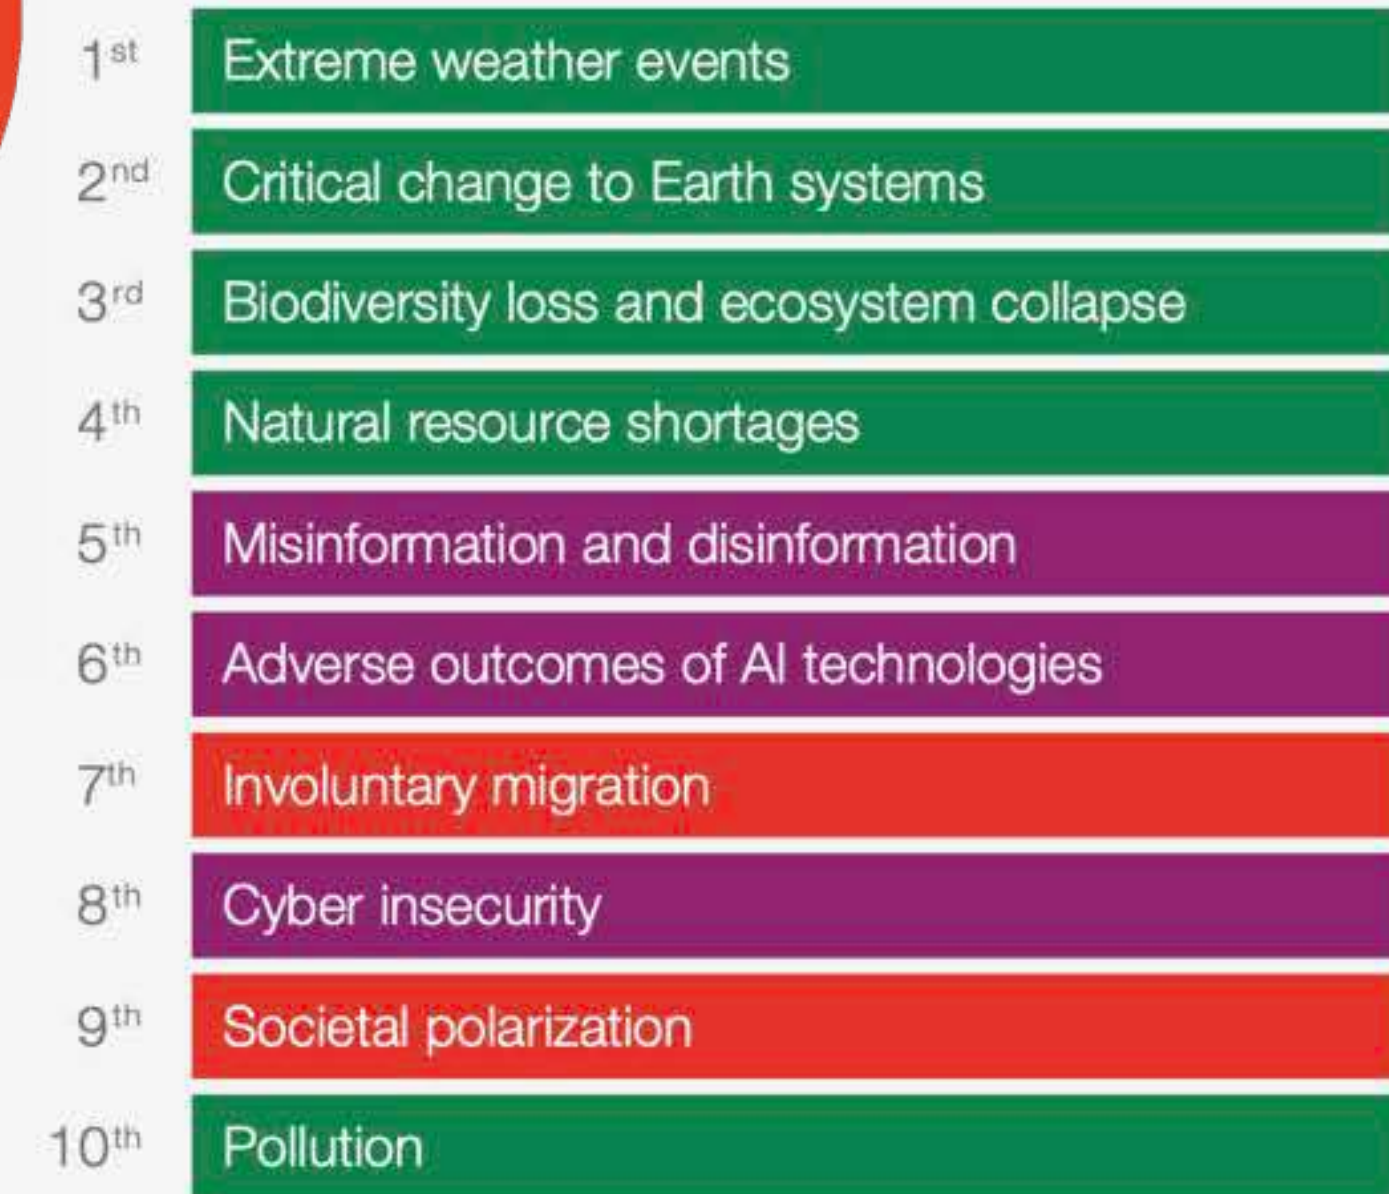 1st Extreme weather events
2nd Critical change to Earth systems
3rd Biodiversity loss and ecosystem collapse
4th Natural resource shortages
5th Misinformation and disinformation
6th Adverse outcomes of AI technologies
7th Involuntary migration
8th Cyber insecurity
9th Societal polarization
10th Pollution